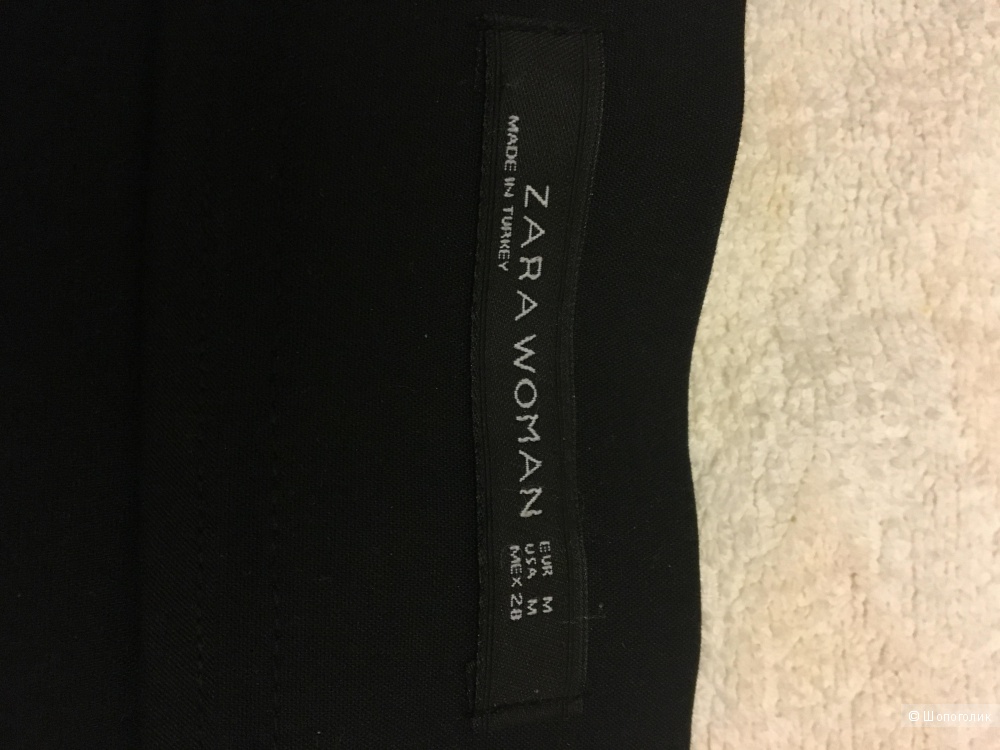 ZARA WOMAN
MADE IN TURKEY
EUR M
USA M
MEX 28
© Шопоголик